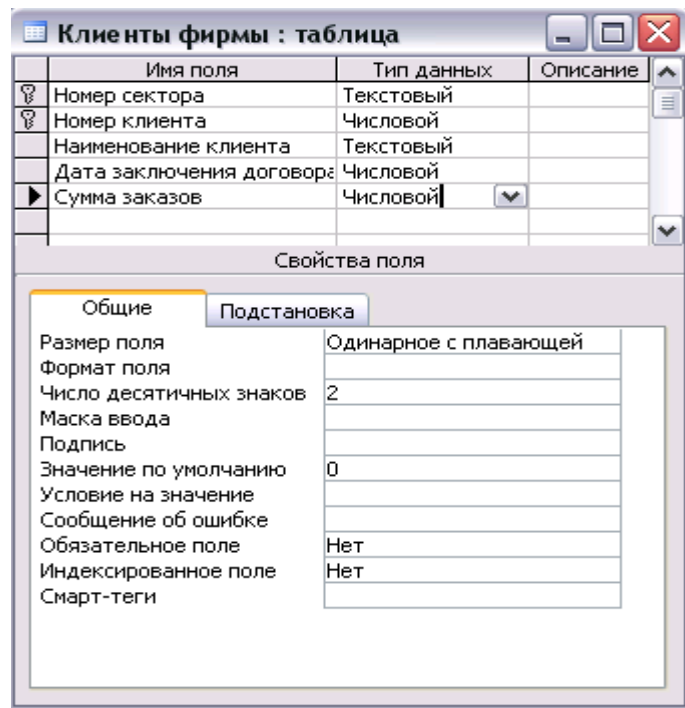 Клиенты фирмы : таблица
Имя поля Тип данных Описание
Номер сектора Текстовый
Номер клиента Числовой
Наименование клиента Текстовый
Дата заключения договора Числовой
Сумма заказов Числовой
Свойства поля
Общие Подстановка
Размер поля Одинарное с плавающей
Формат поля
Число десятичных знаков 2
Маска ввода
Подпись
Значение по умолчанию 0
Условие на значение
Сообщение об ошибке
Обязательное поле Нет
Индексированное поле Нет
Смарт-теги